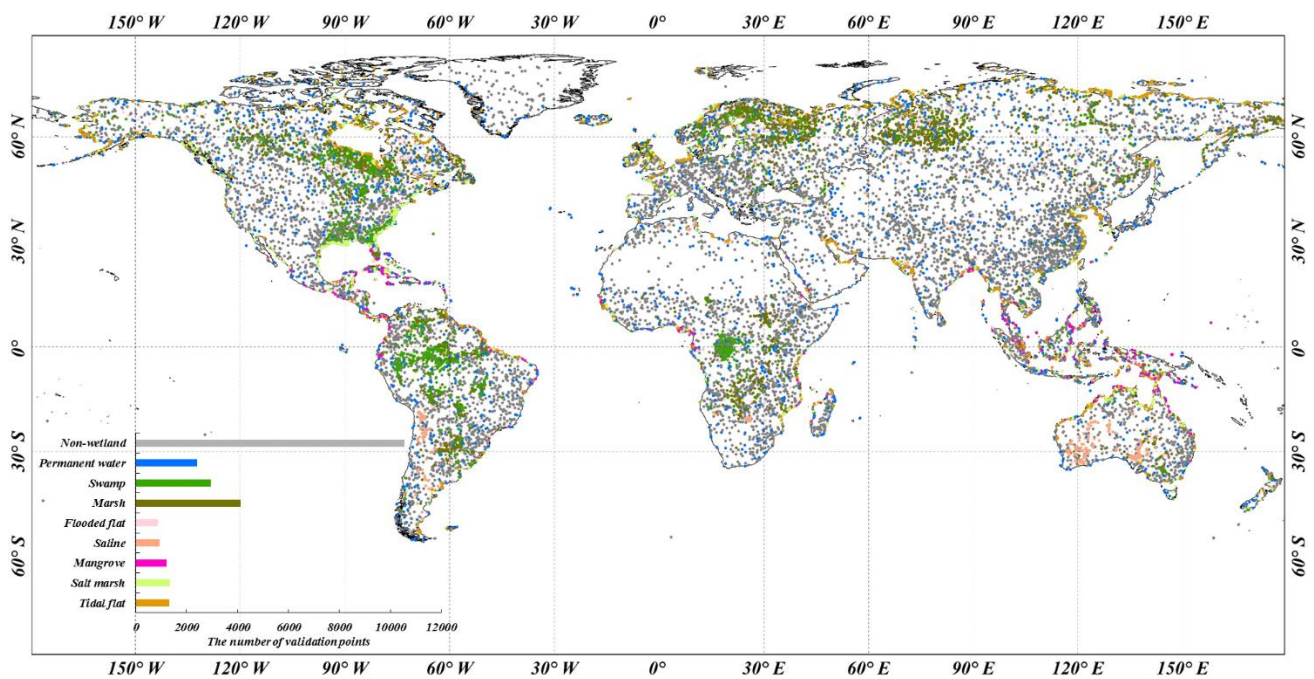 150° W 120° W 90° W 60° W 30° W 0° 30° E 60° E 90° E 120° E 150° E
60° N 60° N
30° N 30° N
0° 0°
30° S 30° S
60° S 60° S
Non-wetland
Permanent water
Swamp
Marsh
Flooded flat
Saline
Mangrove
Salt marsh
Tidal flat
0 2000 4000 6000 8000 10000 12000
The number of validation points
150° W 120° W 90° W 60° W 30° W 0° 30° E 60° E 90° E 120° E 150° E